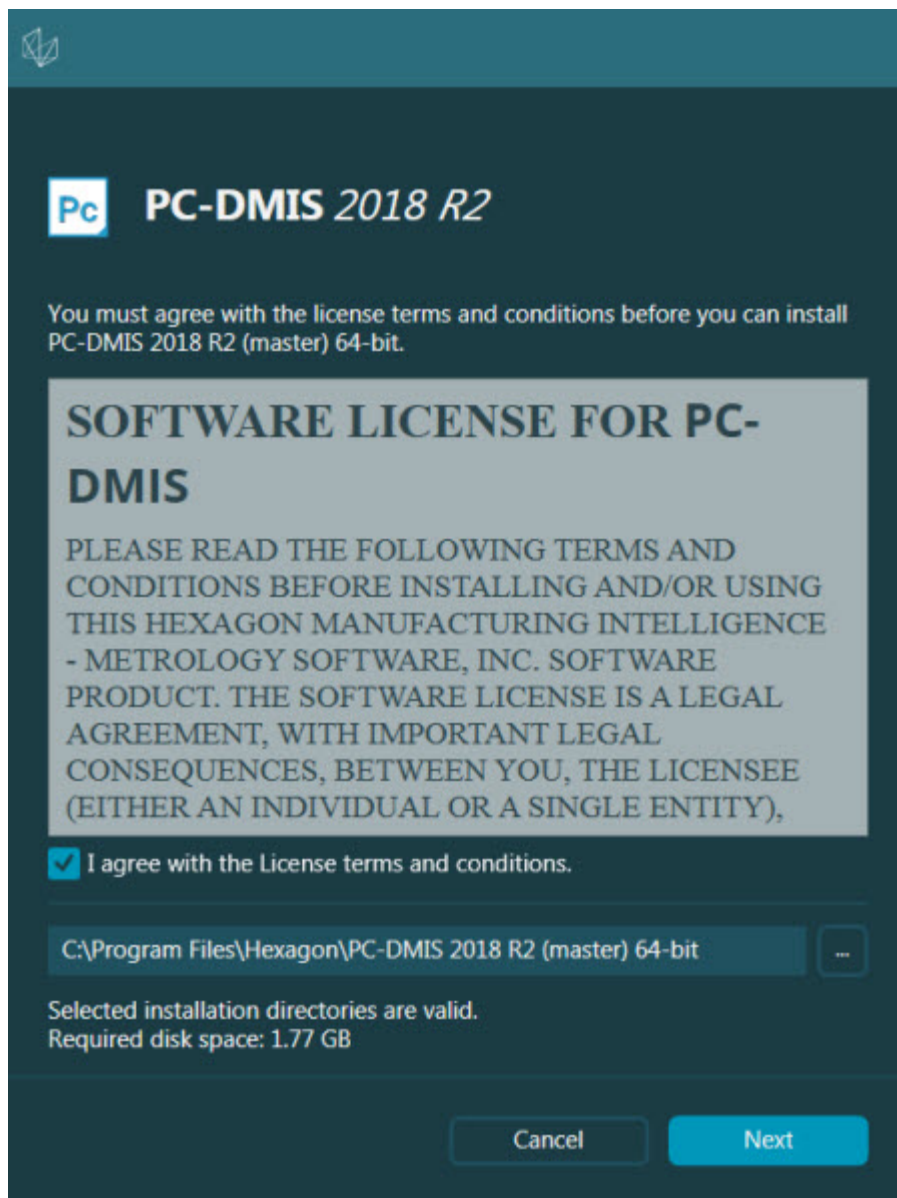 Pc
PC-DMIS 2018 R2
You must agree with the license terms and conditions before you can install
PC-DMIS 2018 R2 (master) 64-bit.
SOFTWARE LICENSE FOR PC-
DMIS
PLEASE READ THE FOLLOWING TERMS AND
CONDITIONS BEFORE INSTALLING AND/OR USING
THIS HEXAGON MANUFACTURING INTELLIGENCE
- METROLOGY SOFTWARE, INC. SOFTWARE
PRODUCT. THE SOFTWARE LICENSE IS A LEGAL
AGREEMENT, WITH IMPORTANT LEGAL
CONSEQUENCES, BETWEEN YOU, THE LICENSEE
(EITHER AN INDIVIDUAL OR A SINGLE ENTITY),
I agree with the License terms and conditions.
C:\Program Files\Hexagon\PC-DMIS 2018 R2 (master) 64-bit
...
Selected installation directories are valid.
Required disk space: 1.77 GB
Cancel
Next